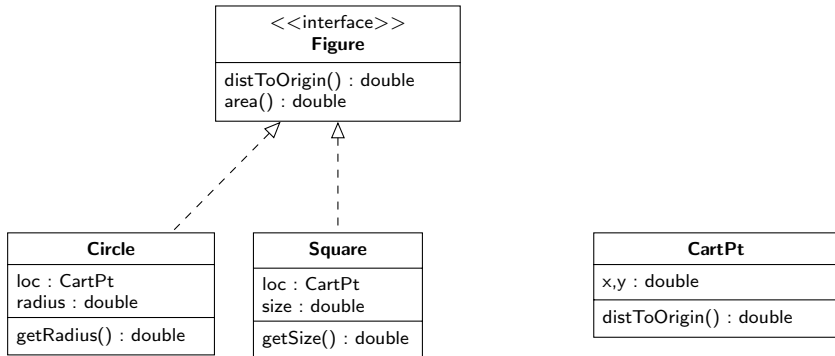 <<interface>>
Figure
distToOrigin() : double
area() : double
Circle
loc : CartPt
radius : double
getRadius() : double
Square
loc : CartPt
size : double
getSize() : double
CartPt
x,y : double
distToOrigin() : double